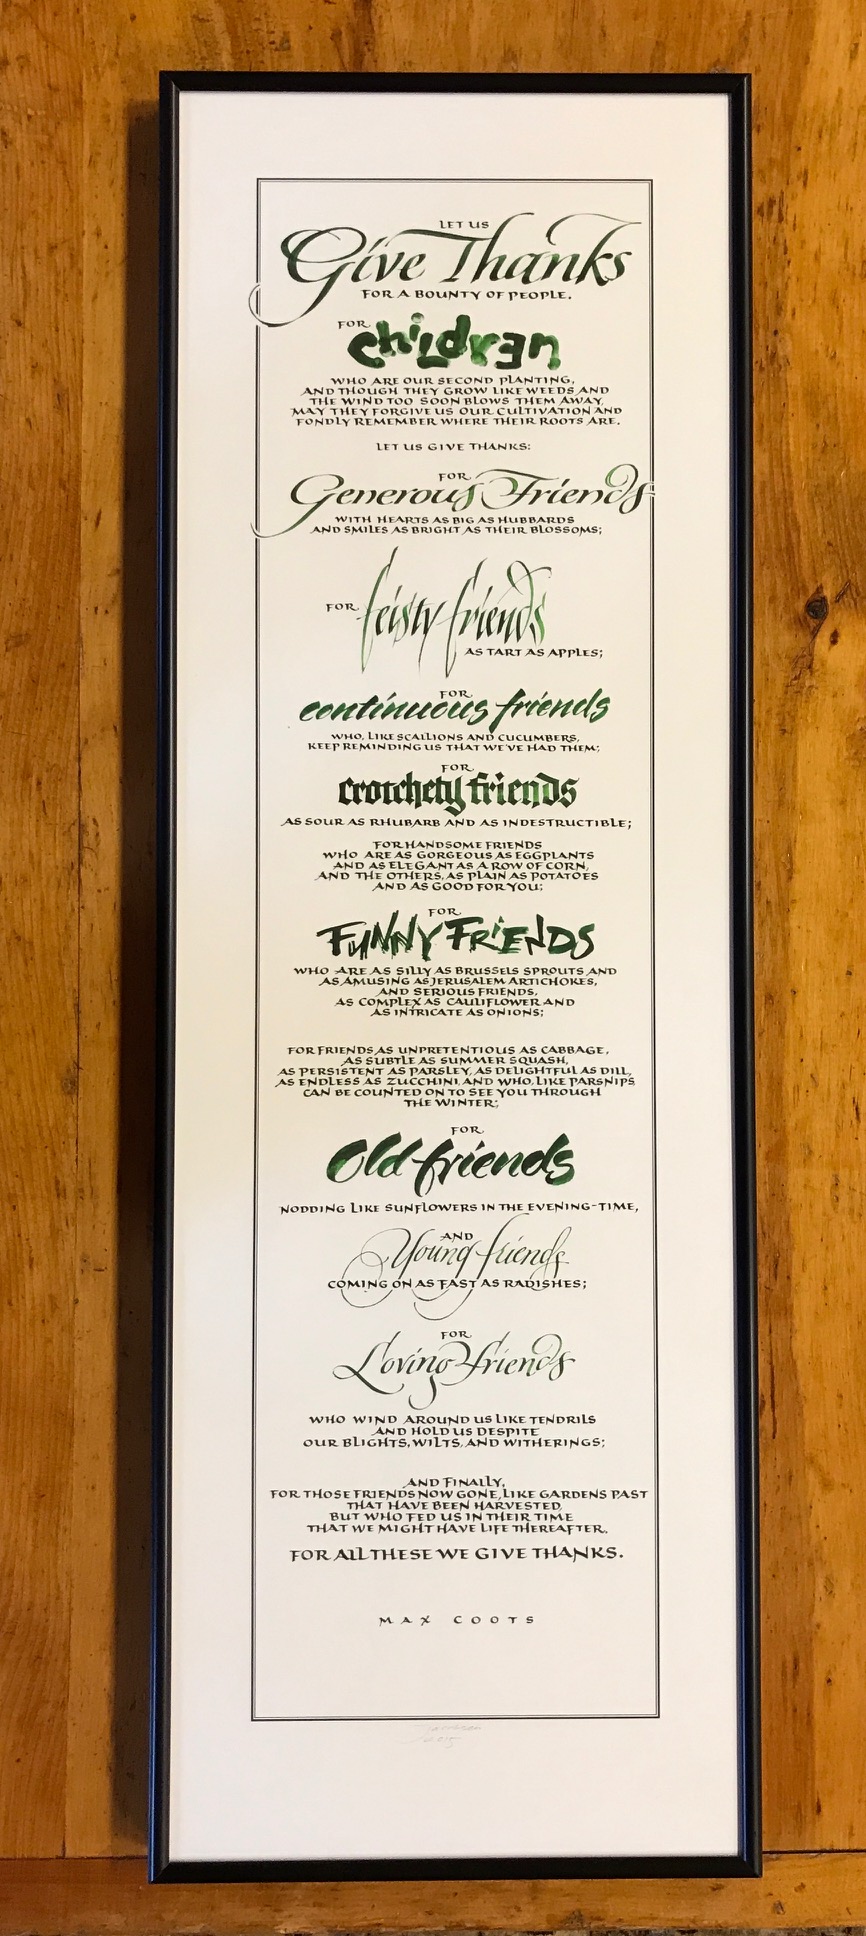 LET US
Give Thanks
FOR A BOUNTY OF PEOPLE.
FOR
children
WHO ARE OUR SECOND PLANTING,
AND THOUGH THEY GROW LIKE WEEDS AND
THE WIND TOO SOON BLOWS THEM AWAY,
MAY THEY FORGIVE US OUR CULTIVATION AND
FONDLY REMEMBER WHERE THEIR ROOTS ARE.
LET US GIVE THANKS:
FOR
Generous Friends
WITH HEARTS AS BIG AS HUBBARDS
AND SMILES AS BRIGHT AS THEIR BLOSSOMS;
FOR feisty friends
AS TART AS APPLES;
FOR
continuous friends
WHO, LIKE SCALLIONS AND CUCUMBERS,
KEEP REMINDING US THAT WE'VE HAD THEM;
FOR
crotchety friends
AS SOUR AS RHUBARB AND AS INDESTRUCTIBLE;
FOR HANDSOME FRIENDS
WHO ARE AS GORGEOUS AS EGGPLANTS
AND AS ELEGANT AS A ROW OF CORN,
AND THE OTHERS, AS PLAIN AS POTATOES
AND AS GOOD FOR YOU;
FOR
FUNNY FRIENDS
WHO ARE AS SILLY AS BRUSSELS SPROUTS AND
AS AMUSING AS JERUSALEM ARTICHOKES,
AND SERIOUS FRIENDS,
AS COMPLEX AS CAULIFLOWER AND
AS INTRICATE AS ONIONS;
FOR FRIENDS AS UNPRETENTIOUS AS CABBAGE,
AS SUBTLE AS SUMMER SQUASH,
AS PERSISTENT AS PARSLEY, AS DELIGHTFUL AS DILL,
AS ENDLESS AS ZUCCHINI, AND WHO, LIKE PARSNIPS,
CAN BE COUNTED ON TO SEE YOU THROUGH
THE WINTER;
FOR
Old friends
NODDING LIKE SUNFLOWERS IN THE EVENING-TIME,
AND
Young friends
COMING ON AS FAST AS RADISHES;
FOR
Loving Friends
WHO WIND AROUND US LIKE TENDRILS
AND HOLD US DESPITE
OUR BLIGHTS, WILTS, AND WITHERINGS;
AND FINALLY,
FOR THOSE FRIENDS NOW GONE, LIKE GARDENS PAST
THAT HAVE BEEN HARVESTED,
BUT WHO FED US IN THEIR TIME
THAT WE MIGHT HAVE LIFE THEREAFTER,
FOR ALL THESE WE GIVE THANKS.
MAX COOTS